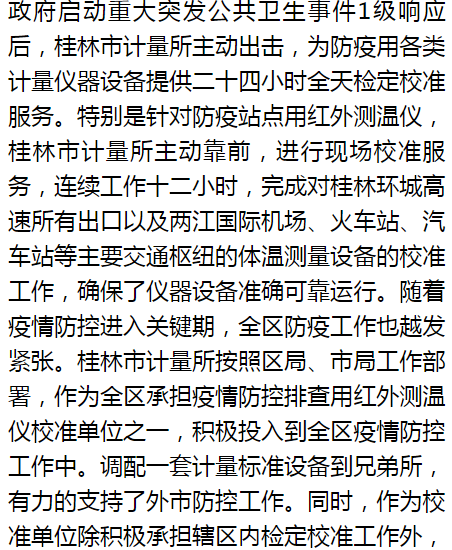 政府启动重大突发公共卫生事件1级响应
后，桂林市计量所主动出击，为防疫用各类
计量仪器设备提供二十四小时全天检定校准
服务。特别是针对防疫站点用红外测温仪，
桂林市计量所主动靠前，进行现场校准服
务，连续工作十二小时，完成对桂林环城高
速所有出口以及两江国际机场、火车站、汽
车站等主要交通枢纽的体温测量设备的校准
工作，确保了仪器设备准确可靠运行。随着
疫情防控进入关键期，全区防疫工作也越发
紧张。桂林市计量所按照区局、市局工作部
署，作为全区承担疫情防控排查用红外测温
仪校准单位之一，积极投入到全区疫情防控
工作中。调配一套计量标准设备到兄弟所，
有力的支持了外市防控工作。同时，作为校
准单位除积极承担辖区内检定校准工作外，